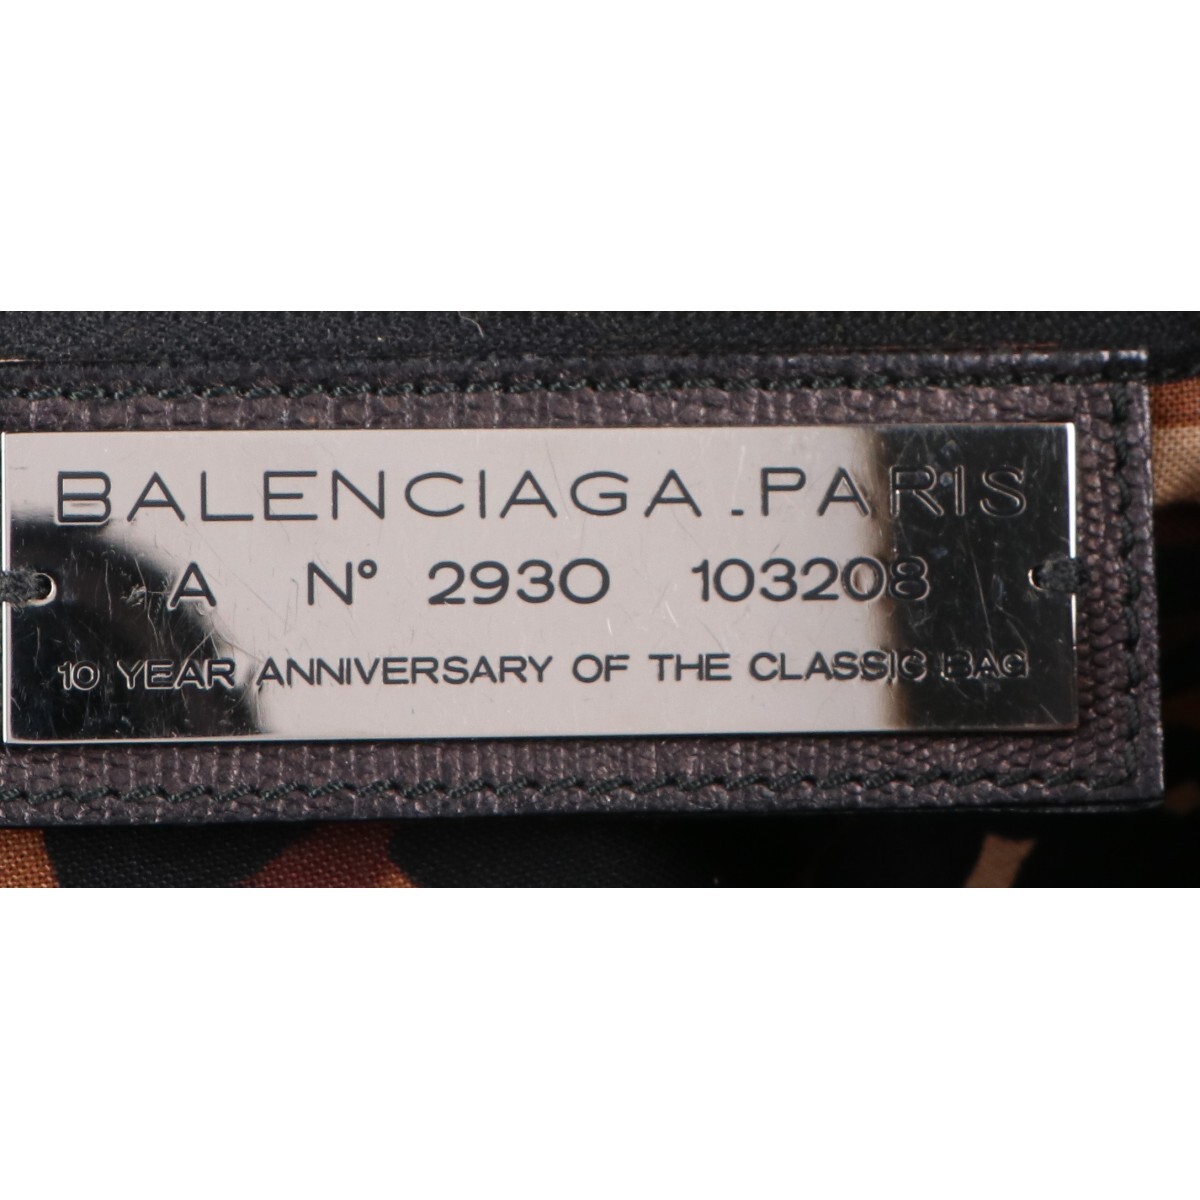 BALENCIAGA.PARIS
A N° 2930 103208
10 YEAR ANNIVERSARY OF THE CLASSIC BAG